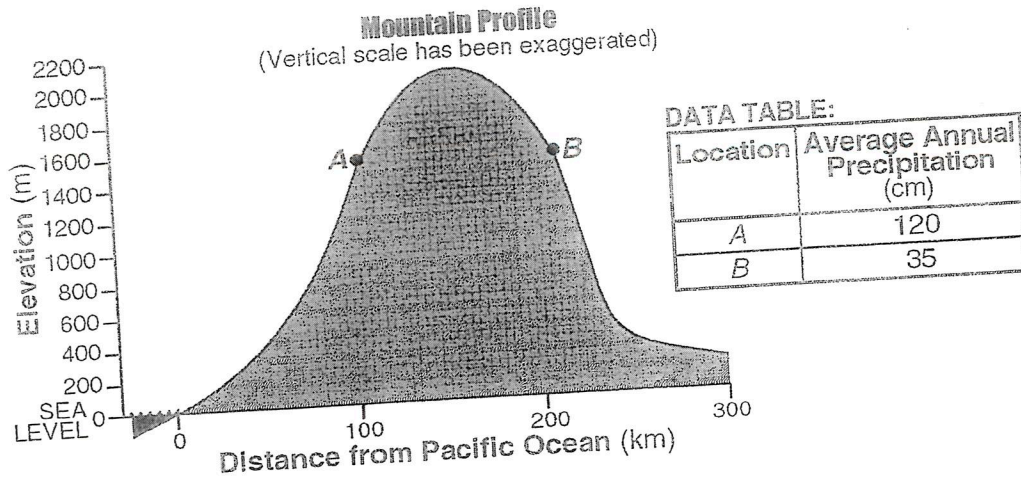 Mountain Profile
(Vertical scale has been exaggerated)
Elevation (m)
2200
2000
1800
1600
1400
1200
1000
800
600
400
200
SEA
LEVEL
0
A
B
0
100
200
300
Distance from Pacific Ocean (km)
DATA TABLE:
Location Average Annual
Precipitation
(cm)
A 120
B 35